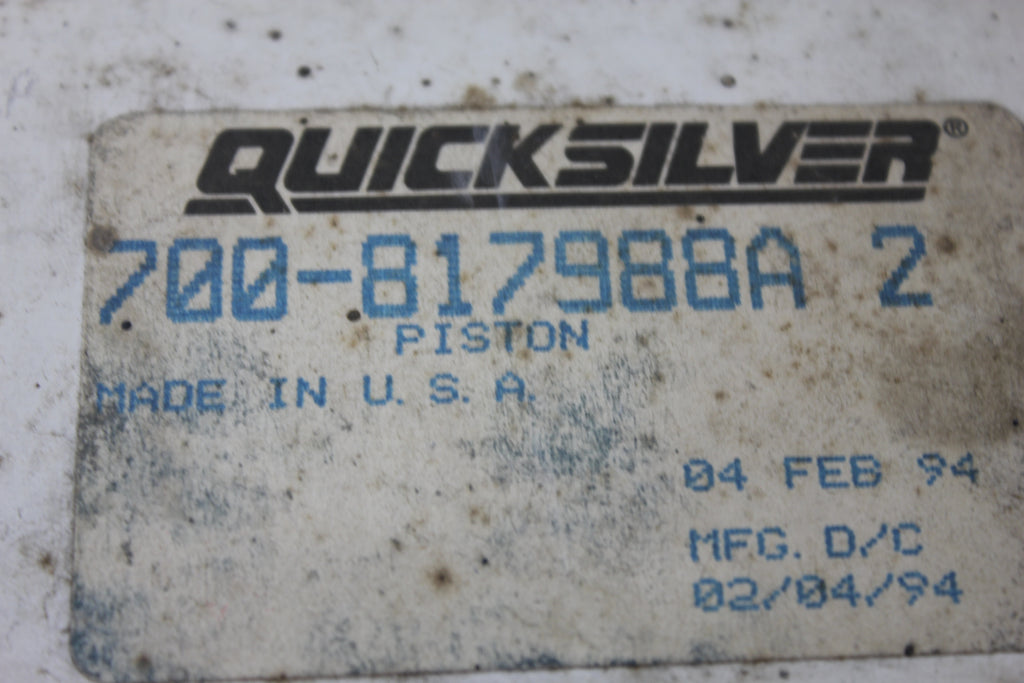 QUICKSILVER®
700-817988A 2
PISTON
MADE IN U.S.A.
04 FEB 94
MFG. D/C
02/04/94